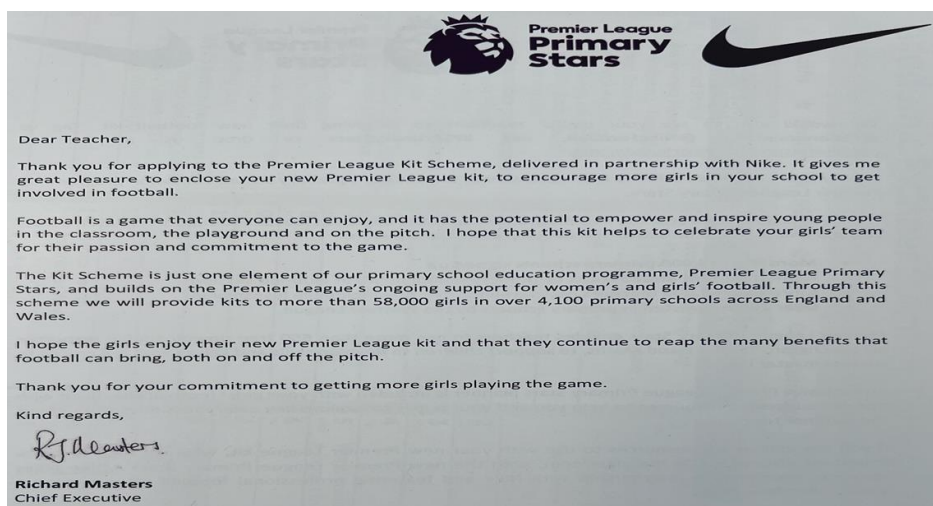 Premier League
Primary
Stars
Dear Teacher,
Thank you for applying to the Premier League Kit Scheme, delivered in partnership with Nike. It gives me
great pleasure to enclose your new Premier League kit, to encourage more girls in your school to get
involved in football.
Football is a game that everyone can enjoy, and it has the potential to empower and inspire young people
in the classroom, the playground and on the pitch. I hope that this kit helps to celebrate your girls' team
for their passion and commitment to the game.
The Kit Scheme is just one element of our primary school education programme, Premier League Primary
Stars, and builds on the Premier League's ongoing support for women's and girls' football. Through this
scheme we will provide kits to more than 58,000 girls in over 4,100 primary schools across England and
Wales.
I hope the girls enjoy their new Premier League kit and that they continue to reap the many benefits that
football can bring, both on and off the pitch.
Thank you for your commitment to getting more girls playing the game.
Kind regards,
R.J. Masters.
Richard Masters
Chief Executive